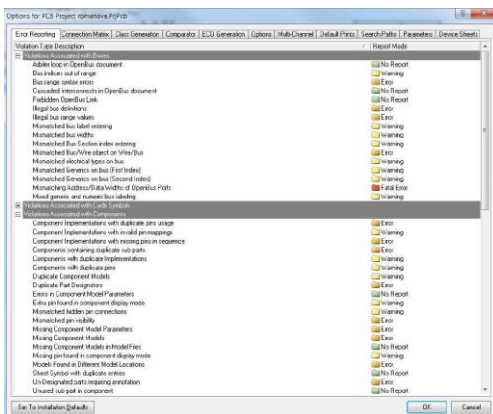 Options for PCB Project romanova.PrjPcb
Error Reporting Connection Matrix Class Generation Comparator ECO Generation Options Multi-Channel Default Prints Search Paths Parameters Device Sheets
Violation Type Description Report Mode
Violations Associated with Buses
Arbiter loop in OpenBus document No Report
Bus indices out of range Warning
Bus range syntax errors Error
Cascaded Interconnects in OpenBus document No Report
Forbidden OpenBus Link No Report
Illegal bus definitions Error
Illegal bus range values Error
Mismatched bus label ordering Warning
Mismatched bus widths Warning
Mismatched Bus-Section index ordering Warning
Mismatched Bus/Wire object on Wire/Bus Error
Mismatched electrical types on bus Warning
Mismatched Generics on bus (First Index) Warning
Mismatched Generics on bus (Second Index) Warning
Mismatching Address/Data Widths of OpenBus Ports Fatal Error
Mixed generic and numeric bus labeling Warning
Violations Associated with Code Symbols
Violations Associated with Components
Component Implementations with duplicate pins usage Error
Component Implementations with invalid pin mappings Warning
Component Implementations with missing pins in sequence Error
Components containing duplicate sub-parts Error
Components with duplicate Implementations Warning
Components with duplicate pins Warning
Duplicate Component Models Warning
Duplicate Part Designators Error
Errors in Component Model Parameters No Report
Extra pin found in component display mode Error
Mismatched hidden pin connections Warning
Mismatched pin visibility Error
Missing Component Model Parameters Warning
Missing Component Models Error
Missing Component Models in Model Files No Report
Missing pin found in component display mode Warning
Models Found in Different Model Locations Error
Sheet Symbol with duplicate entries No Report
Un-Designated parts requiring annotation Error
Unused sub-part in component No Report
Set To Installation Defaults OK Cancel